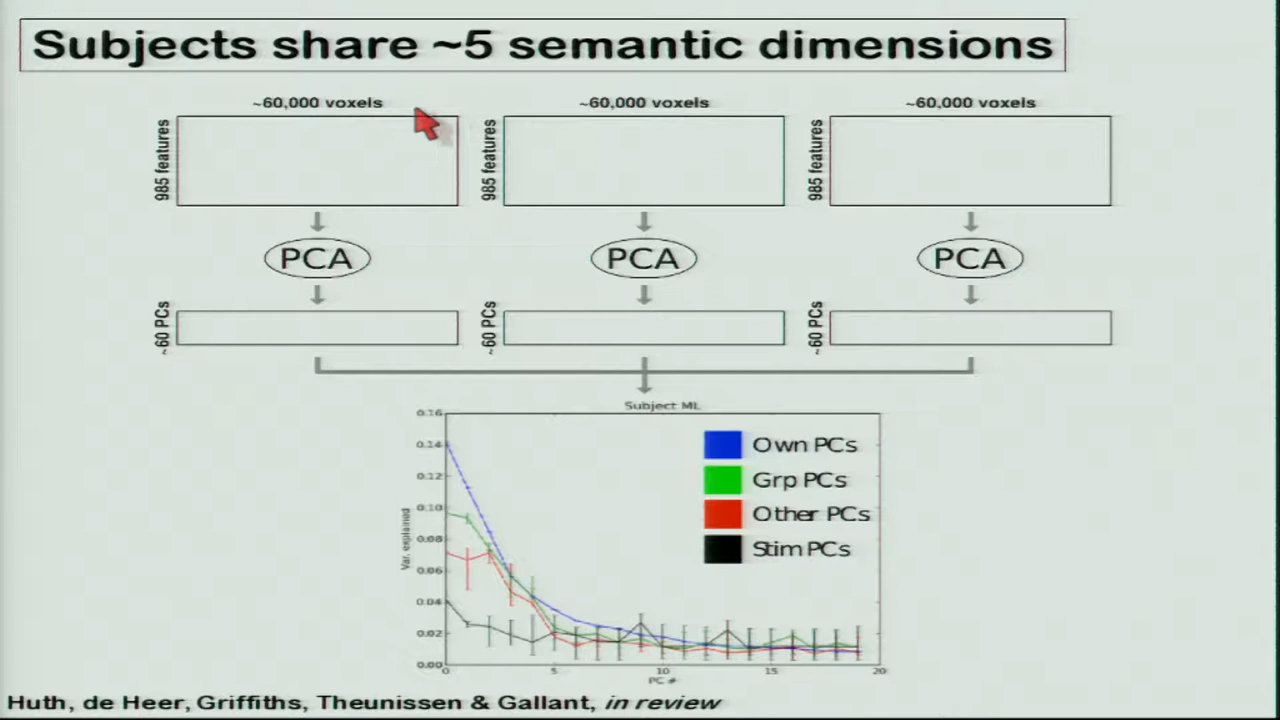 Subjects share ~5 semantic dimensions
~60,000 voxels ~60,000 voxels ~60,000 voxels
985 features 985 features 985 features
PCA PCA PCA
~60 PCs ~60 PCs ~60 PCs
Subject ML
0.16
0.14
0.12
0.10
0.08
0.06
0.04
0.02
0.00
Var. explained
Own PCs
Grp PCs
Other PCs
Stim PCs
0 5 10 15 20
PC #
Huth, de Heer, Griffiths, Theunissen & Gallant, in review